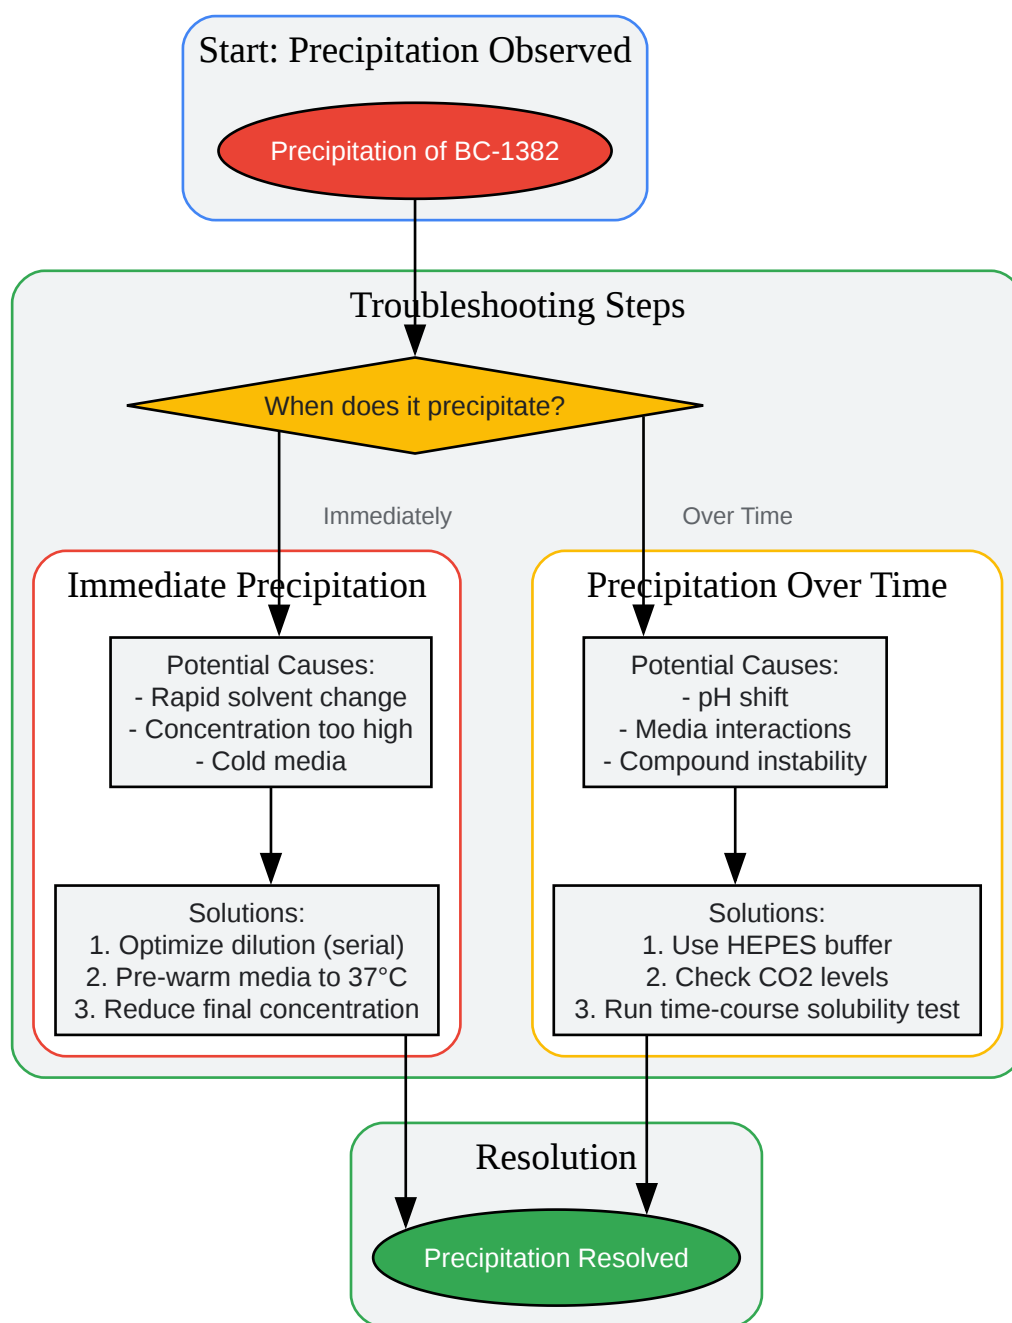 Start: Precipitation Observed
Precipitation of BC-1382
Troubleshooting Steps
When does it precipitate?
Immediately
Over Time
Immediate Precipitation
Potential Causes:
- Rapid solvent change
- Concentration too high
- Cold media
Solutions:
1. Optimize dilution (serial)
2. Pre-warm media to 37°C
3. Reduce final concentration
Precipitation Over Time
Potential Causes:
- pH shift
- Media interactions
- Compound instability
Solutions:
1. Use HEPES buffer
2. Check CO2 levels
3. Run time-course solubility test
Resolution
Precipitation Resolved